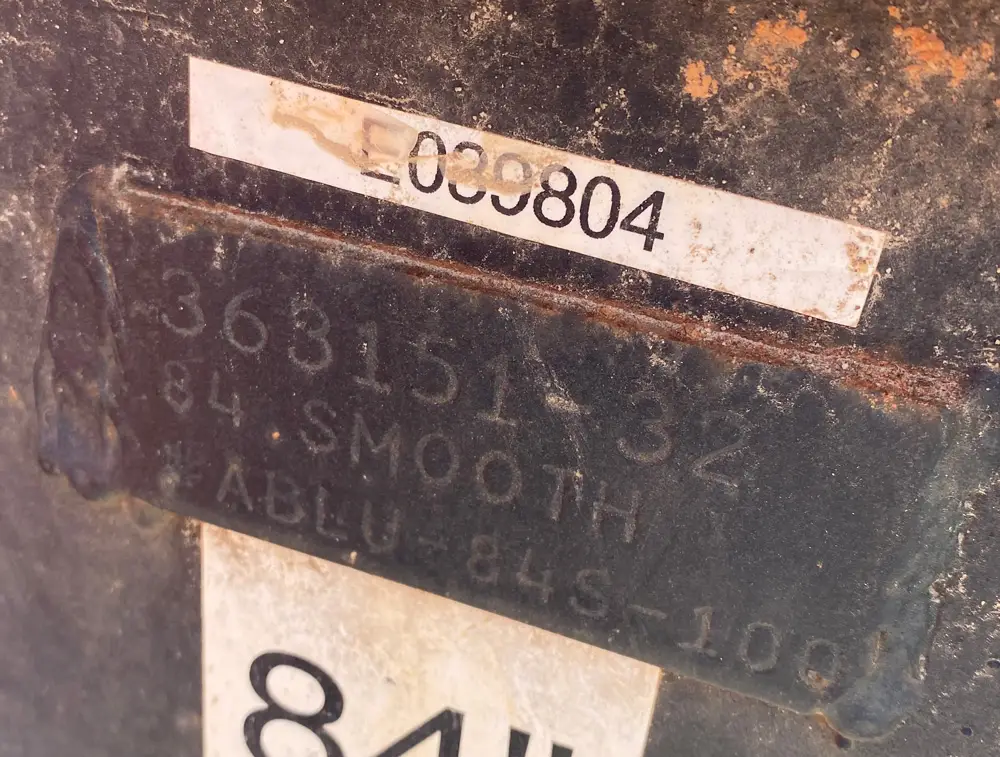 E039804
363151 32
84 SMOOTH
*ABLU-84S-100
84"